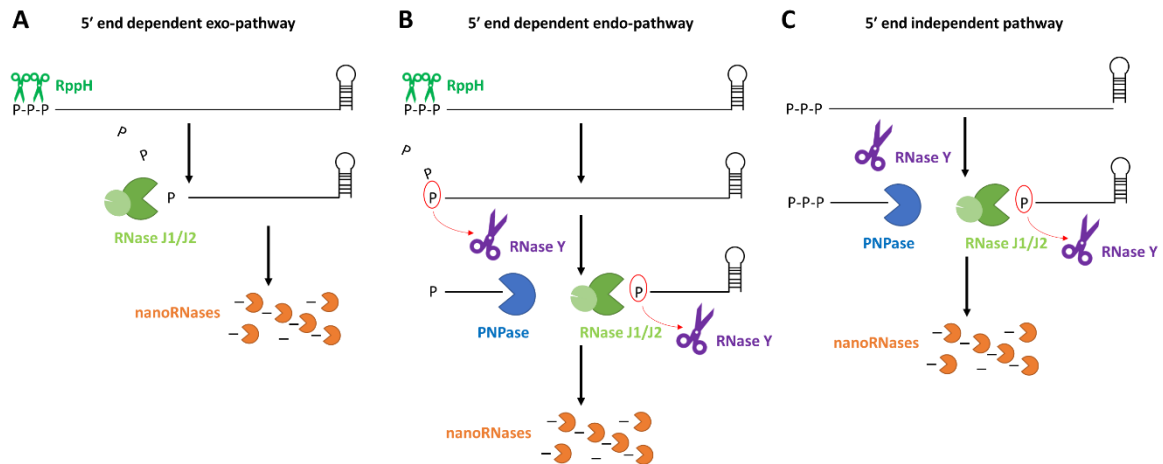 A
5′ end dependent exo-pathway
RppH
P-P-P
P
P
P
RNase J1/J2
nanoRNases
B
5′ end dependent endo-pathway
RppH
P-P-P
P
P
P
RNase Y
P
P
PNPase
RNase J1/J2
RNase Y
nanoRNases
C
5′ end independent pathway
P-P-P
RNase Y
P-P-P
P
PNPase
RNase J1/J2
RNase Y
nanoRNases